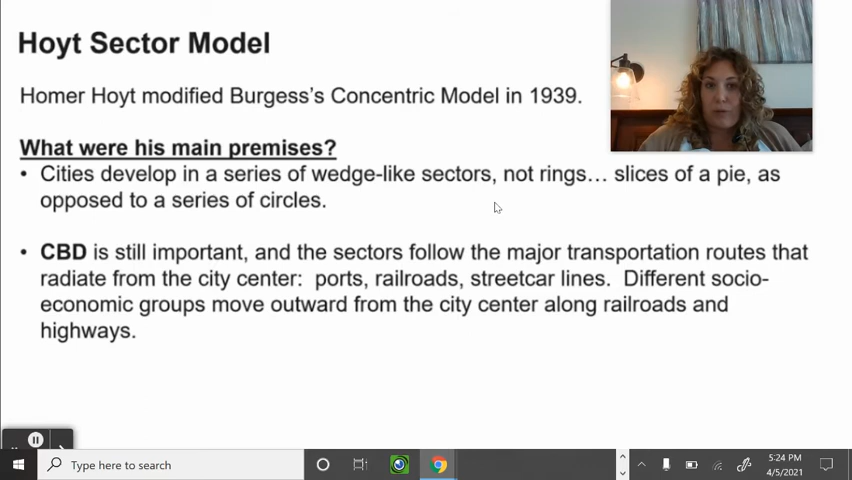 Hoyt Sector Model
Homer Hoyt modified Burgess's Concentric Model in 1939.
What were his main premises?
• Cities develop in a series of wedge-like sectors, not rings… slices of a pie, as
opposed to a series of circles.
• CBD is still important, and the sectors follow the major transportation routes that
radiate from the city center:  ports, railroads, streetcar lines.  Different socio-
economic groups move outward from the city center along railroads and
highways.
Type here to search
5:24 PM
4/5/2021